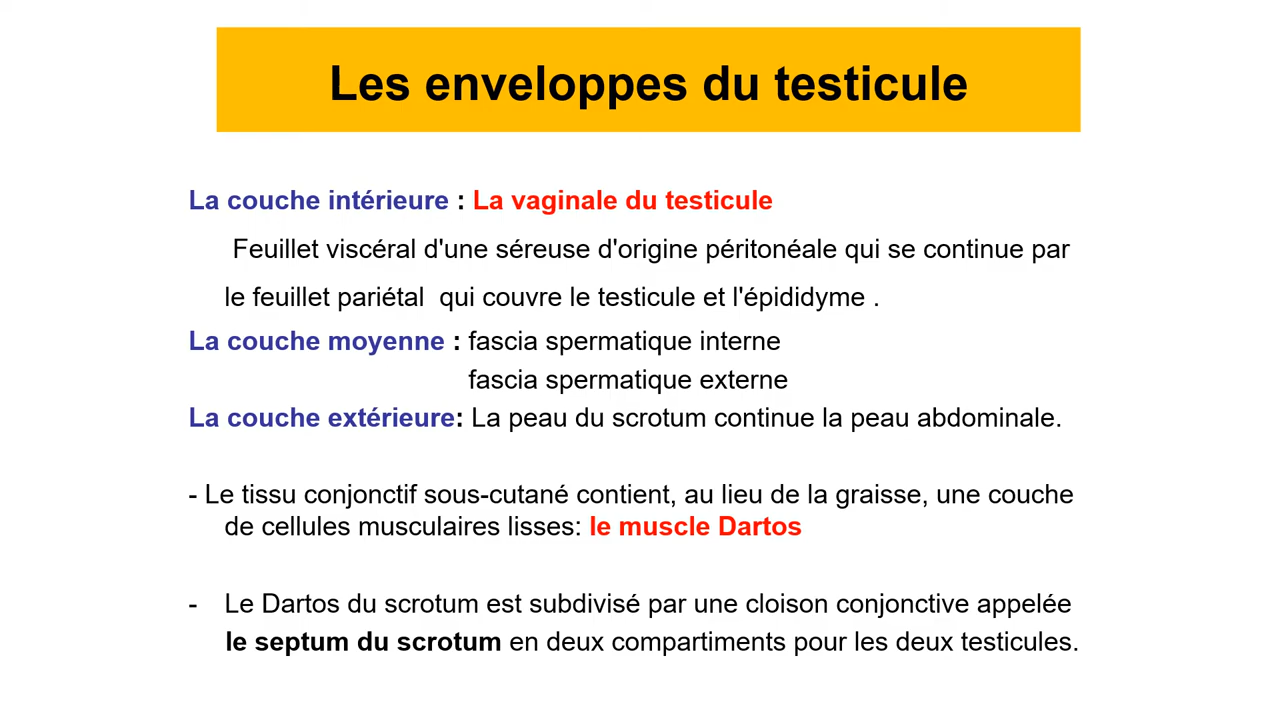 Les enveloppes du testicule
La couche intérieure : La vaginale du testicule
Feuillet viscéral d'une séreuse d'origine péritonéale qui se continue par
le feuillet pariétal qui couvre le testicule et l'épididyme .
La couche moyenne : fascia spermatique interne
fascia spermatique externe
La couche extérieure: La peau du scrotum continue la peau abdominale.
- Le tissu conjonctif sous-cutané contient, au lieu de la graisse, une couche
de cellules musculaires lisses: le muscle Dartos
- Le Dartos du scrotum est subdivisé par une cloison conjonctive appelée
le septum du scrotum en deux compartiments pour les deux testicules.